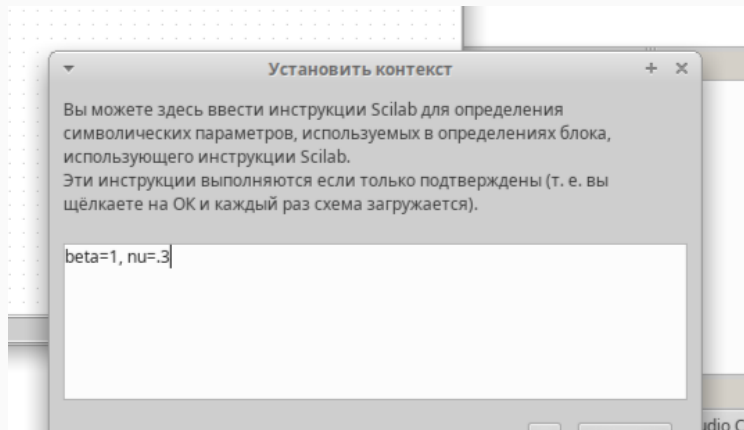 Установить контекст
Вы можете здесь ввести инструкции Scilab для определения
символических параметров, используемых в определениях блока,
использующего инструкции Scilab.
Эти инструкции выполняются если только подтверждены (т. е. вы
щёлкаете на ОК и каждый раз схема загружается).
beta=1, nu=.3